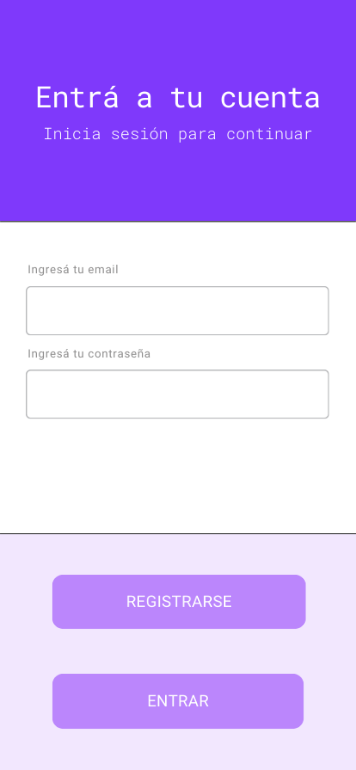 Entrá a tu cuenta
Inicia sesión para continuar
Ingresá tu email
Ingresá tu contraseña
REGISTRARSE
ENTRAR